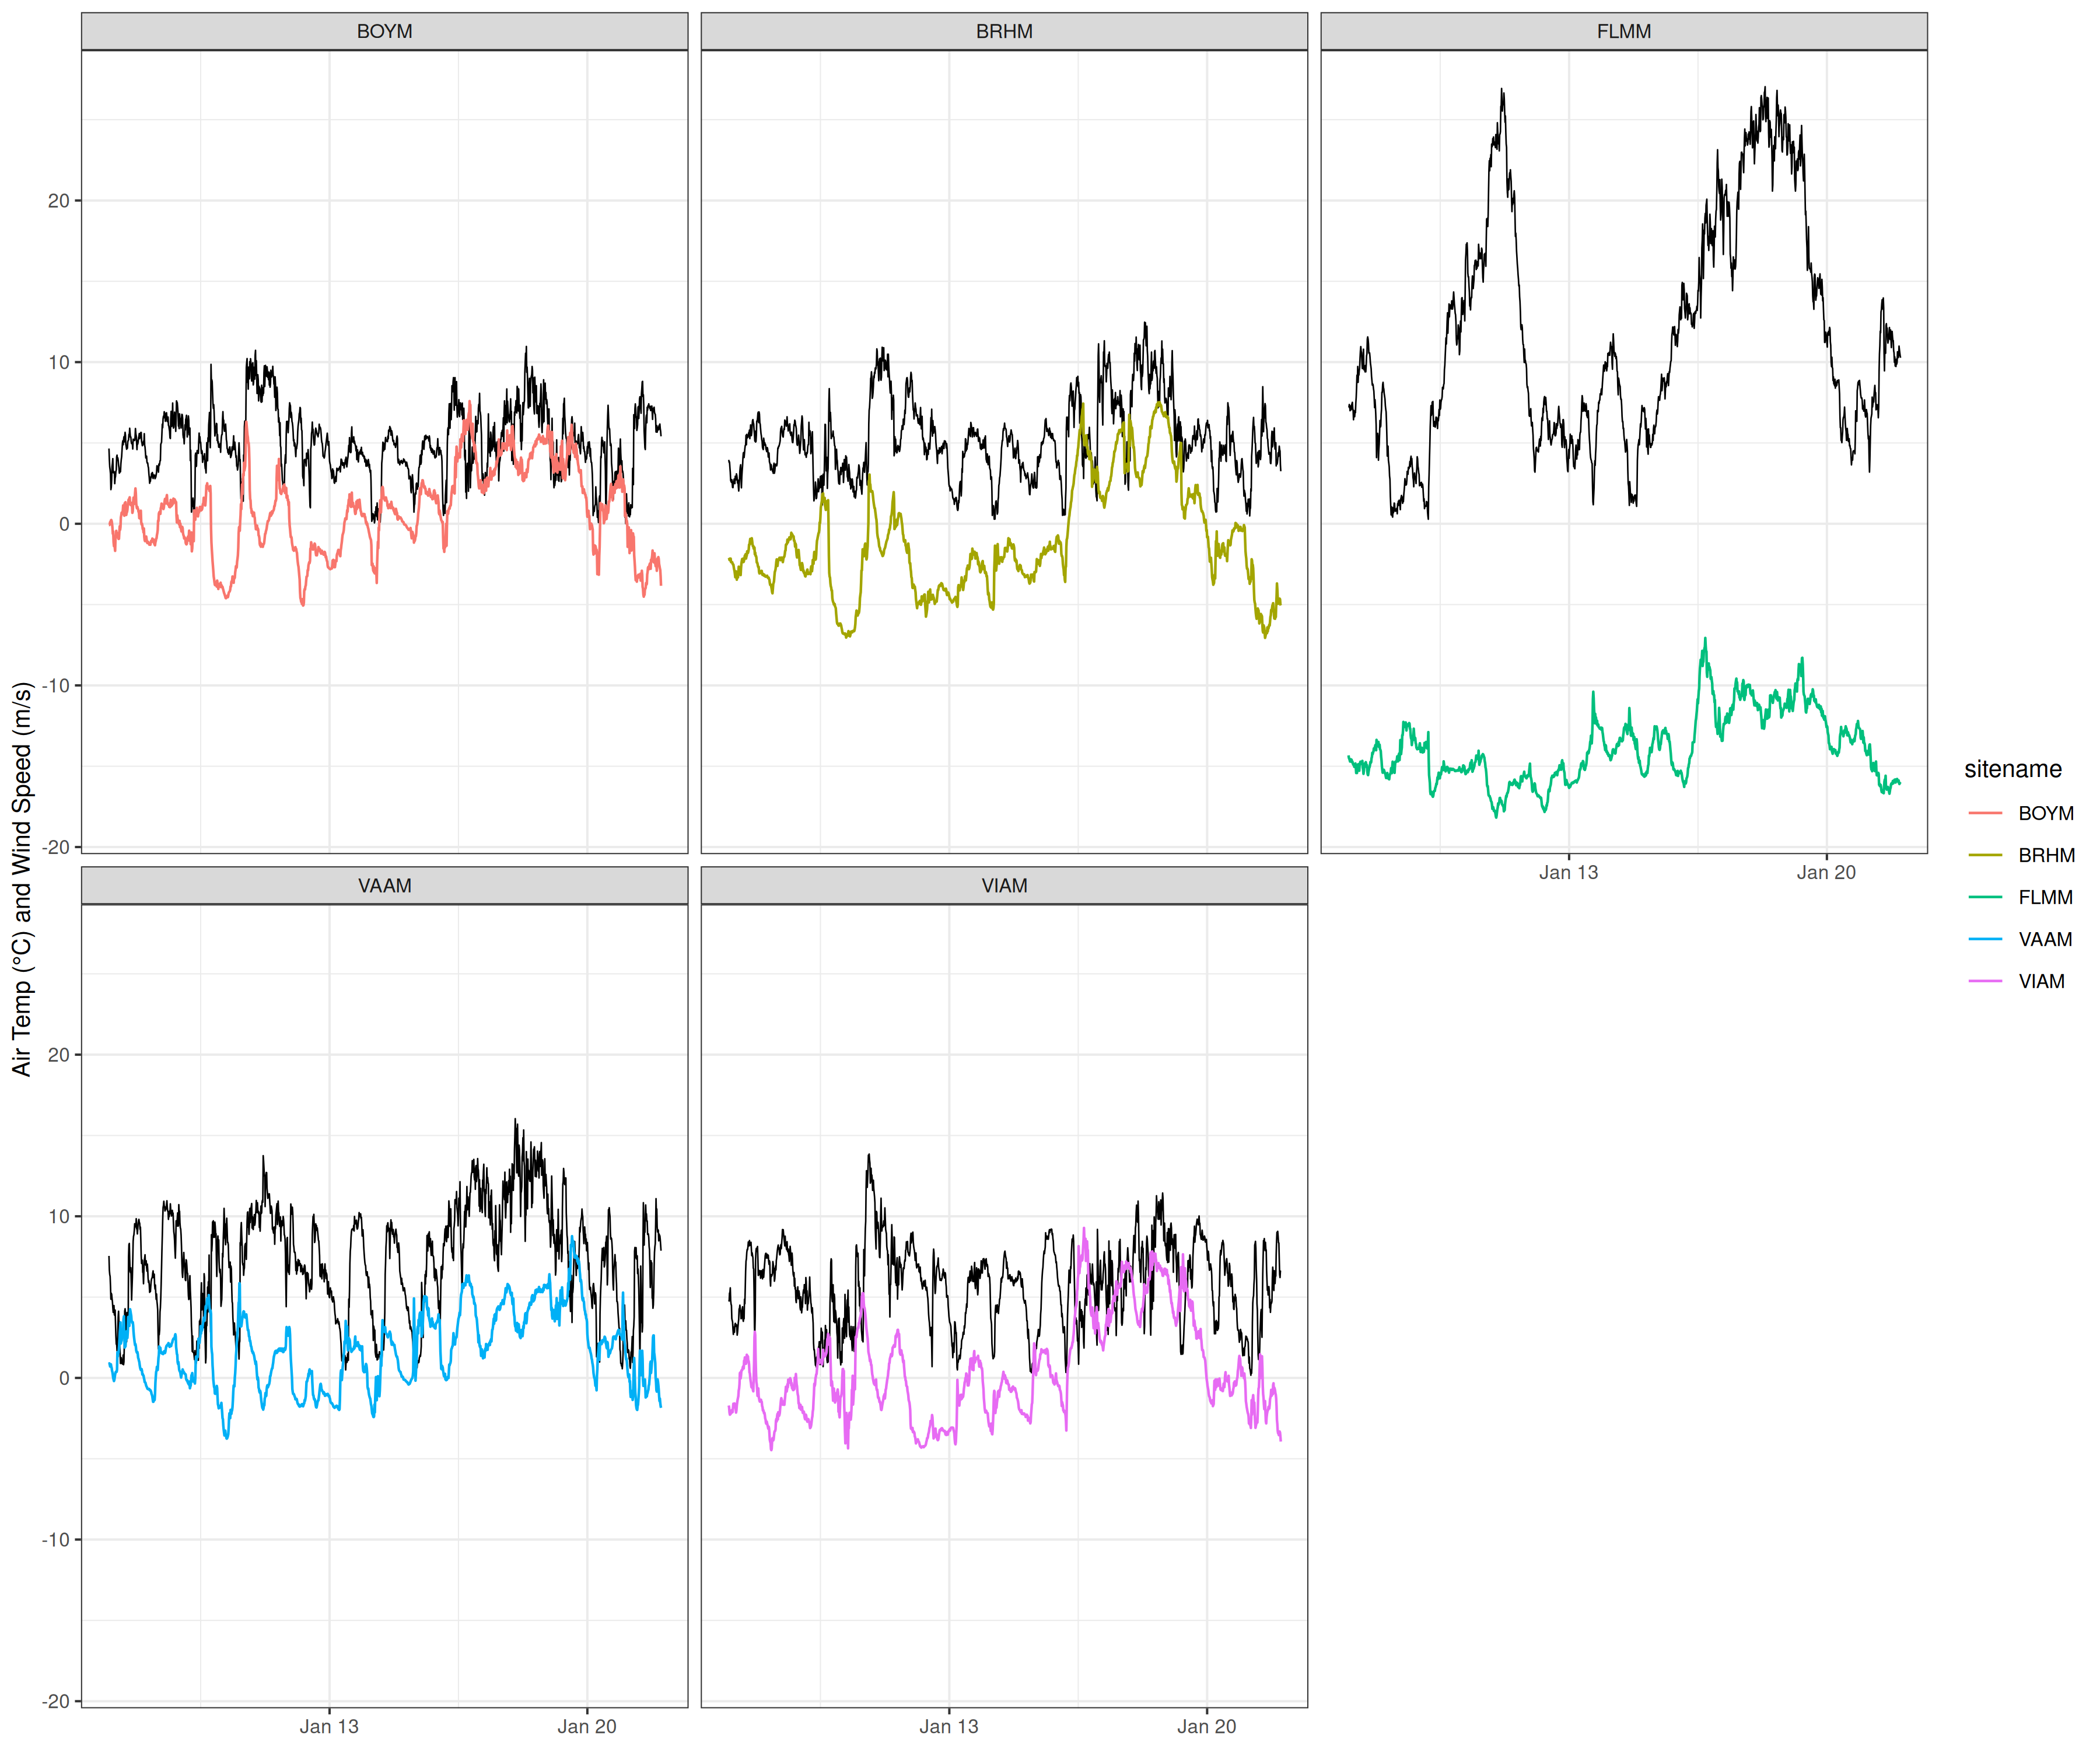 BOYM
BRHM
FLMM
20
10
0
-10
-20
Jan 13
Jan 20
VAAM
VIAM
20
10
0
-10
-20
Jan 13
Jan 20
Jan 13
Jan 20
Air Temp (°C) and Wind Speed (m/s)
sitename
BOYM
BRHM
FLMM
VAAM
VIAM